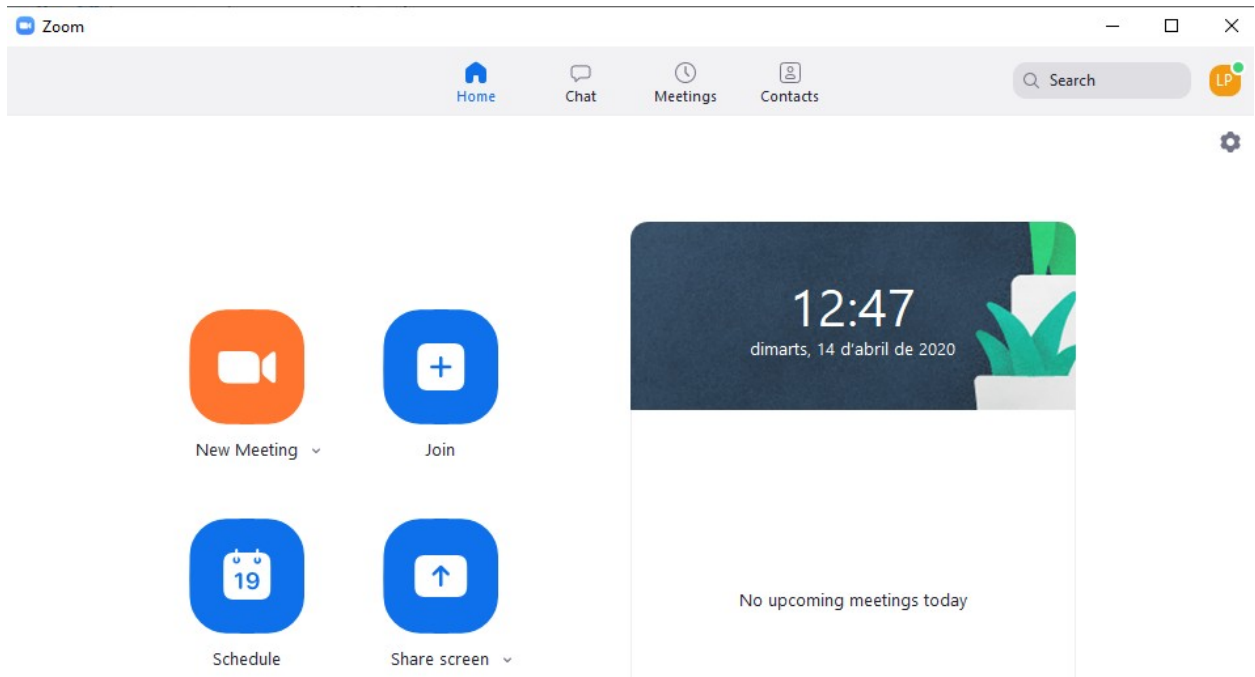 Zoom
Home Chat Meetings Contacts Search LP
12:47
dimarts, 14 d'abril de 2020
New Meeting Join
19
Schedule Share screen
No upcoming meetings today